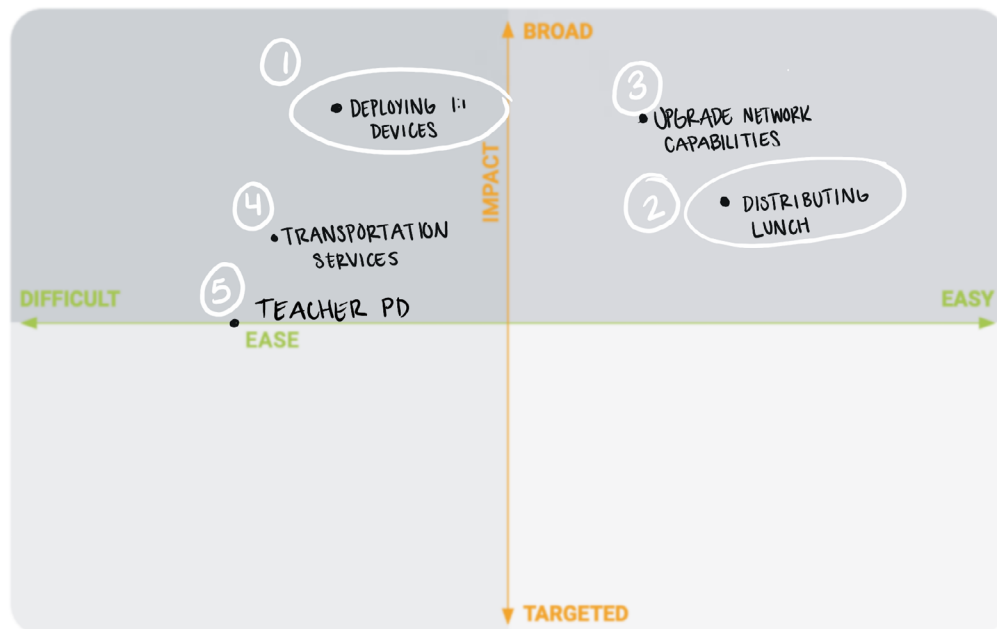 BROAD
1
3
DEPLOYING 1:1
DEVICES
UPGRADE NETWORK
CAPABILITIES
IMPACT
4
2
DISTRIBUTING
LUNCH
TRANSPORTATION
SERVICES
5
TEACHER PD
DIFFICULT
EASY
EASE
TARGETED